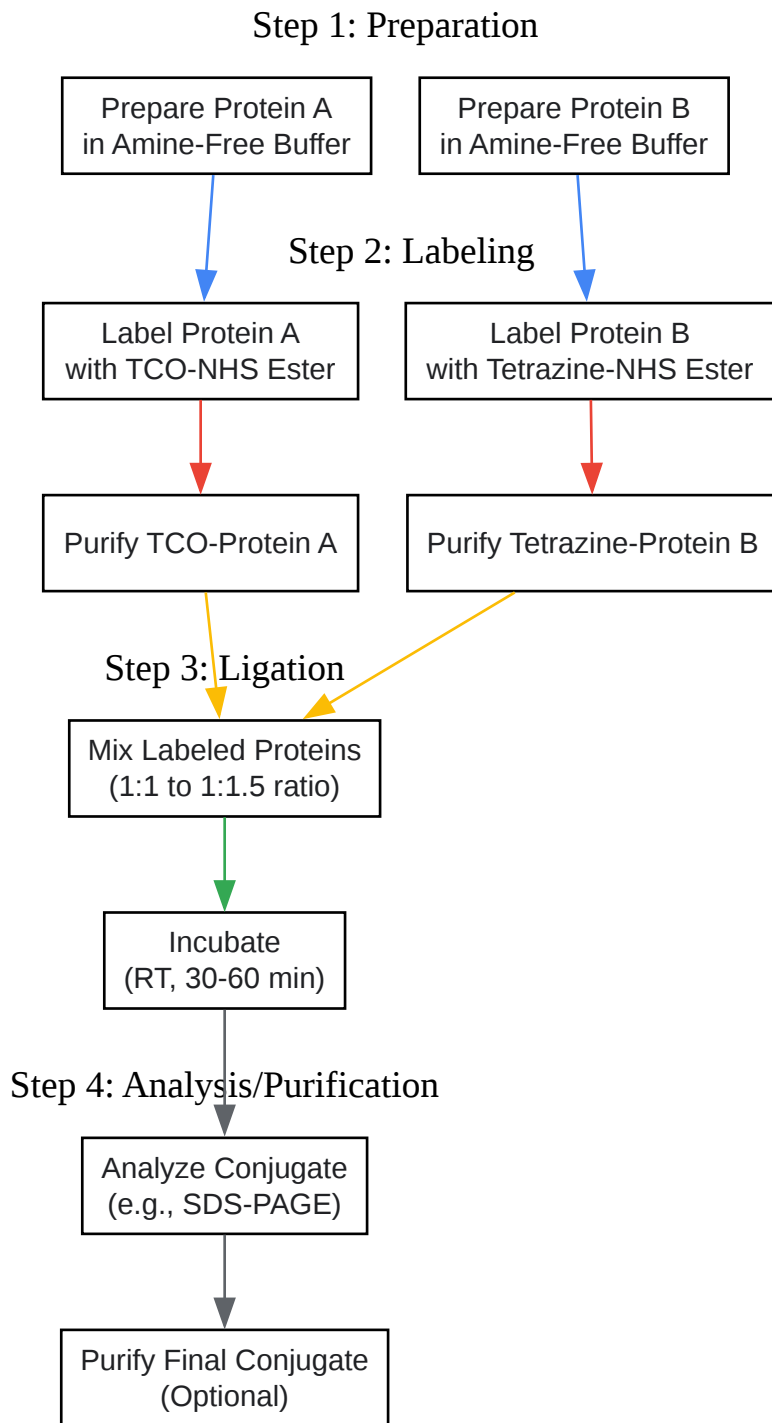 Step 1: Preparation
Prepare Protein A
in Amine-Free Buffer
Prepare Protein B
in Amine-Free Buffer
Step 2: Labeling
Label Protein A
with TCO-NHS Ester
Label Protein B
with Tetrazine-NHS Ester
Purify TCO-Protein A
Purify Tetrazine-Protein B
Step 3: Ligation
Mix Labeled Proteins
(1:1 to 1:1.5 ratio)
Incubate
(RT, 30-60 min)
Step 4: Analysis/Purification
Analyze Conjugate
(e.g., SDS-PAGE)
Purify Final Conjugate
(Optional)